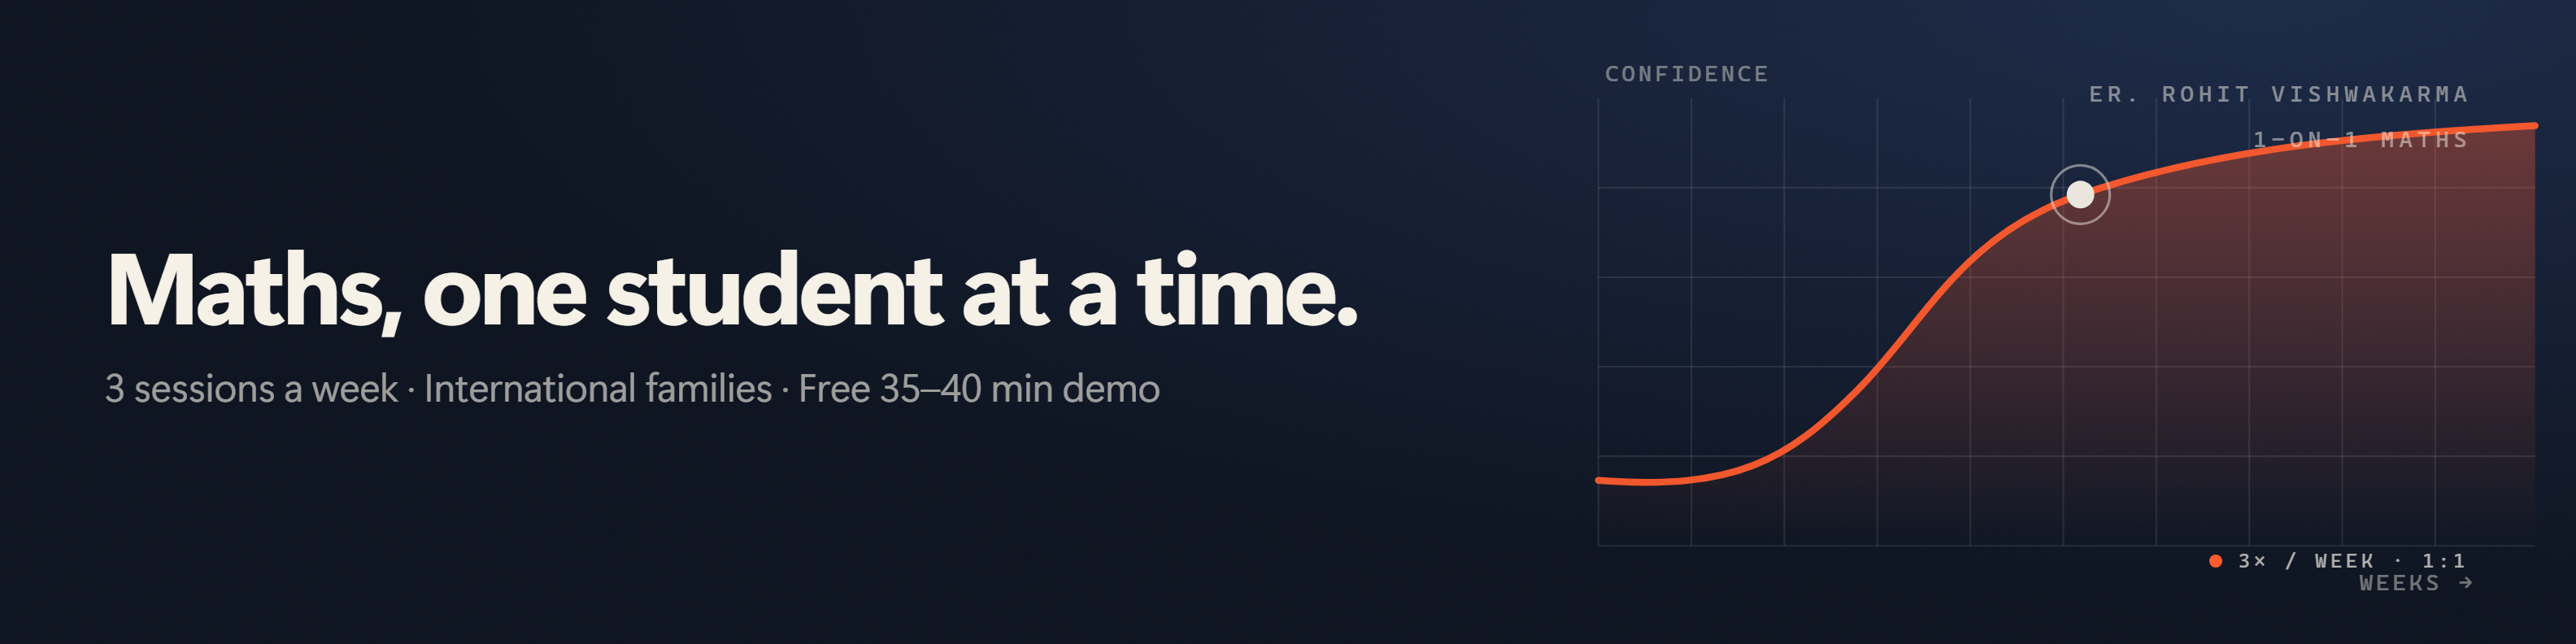 CONFIDENCE
ER. ROHIT VISHWAKARMA
1-ON-1 MATHS
Maths, one student at a time.
3 sessions a week · International families · Free 35–40 min demo
3× / WEEK · 1:1
WEEKS →